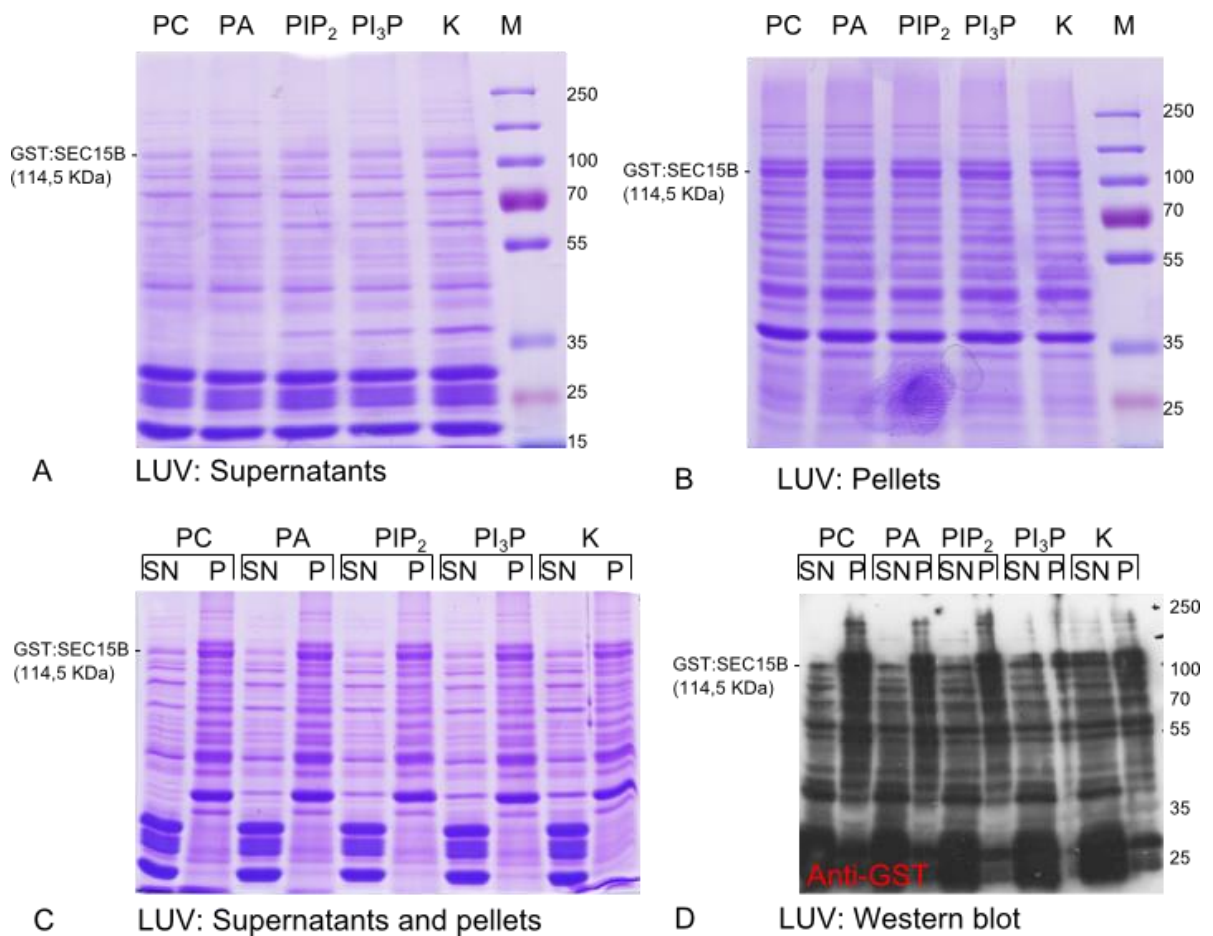 PC PA PIP₂ PI₃P K M
250
GST:SEC15B
(114,5 KDa)
100
70
55
35
25
15
A LUV: Supernatants
PC PA PIP₂ PI₃P K M
250
GST:SEC15B
(114,5 KDa)
100
70
55
35
25
B LUV: Pellets
PC PA PIP₂ PI₃P K
SN P SN P SN P SN P SN P
GST:SEC15B
(114,5 KDa)
C LUV: Supernatants and pellets
PC PA PIP₂ PI₃P K
SN P SN P SN P SN P SN P
250
GST:SEC15B
(114,5 KDa)
100
70
55
35
25
Anti-GST
D LUV: Western blot